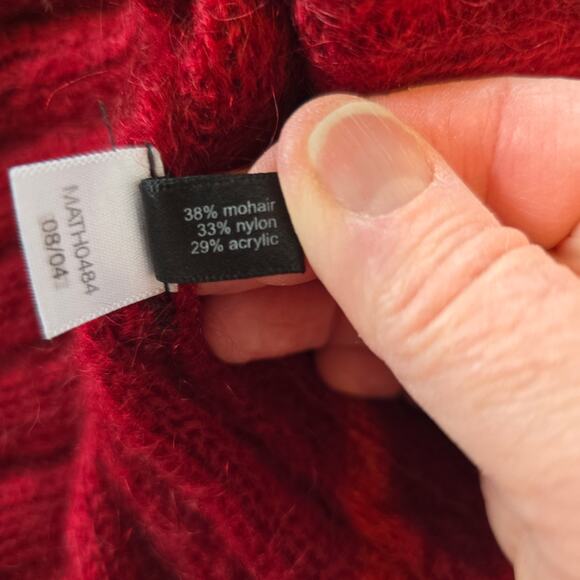 MATH0484
08/04
38% mohair
33% nylon
29% acrylic